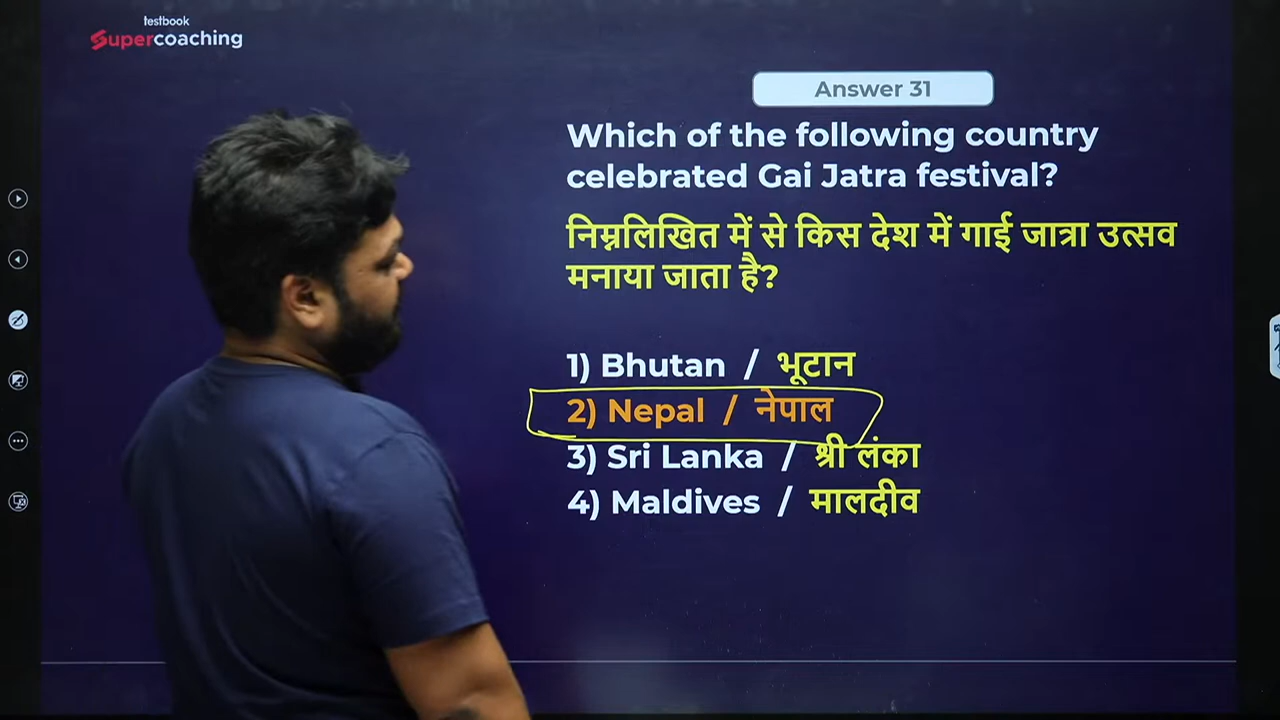 testbook
Supercoaching
Answer 31
Which of the following country
celebrated Gai Jatra festival?
निम्नलिखित में से किस देश में गाई जात्रा उत्सव
मनाया जाता है?
1) Bhutan / भूटान
2) Nepal / नेपाल
3) Sri Lanka / श्री लंका
4) Maldives / मालदीव